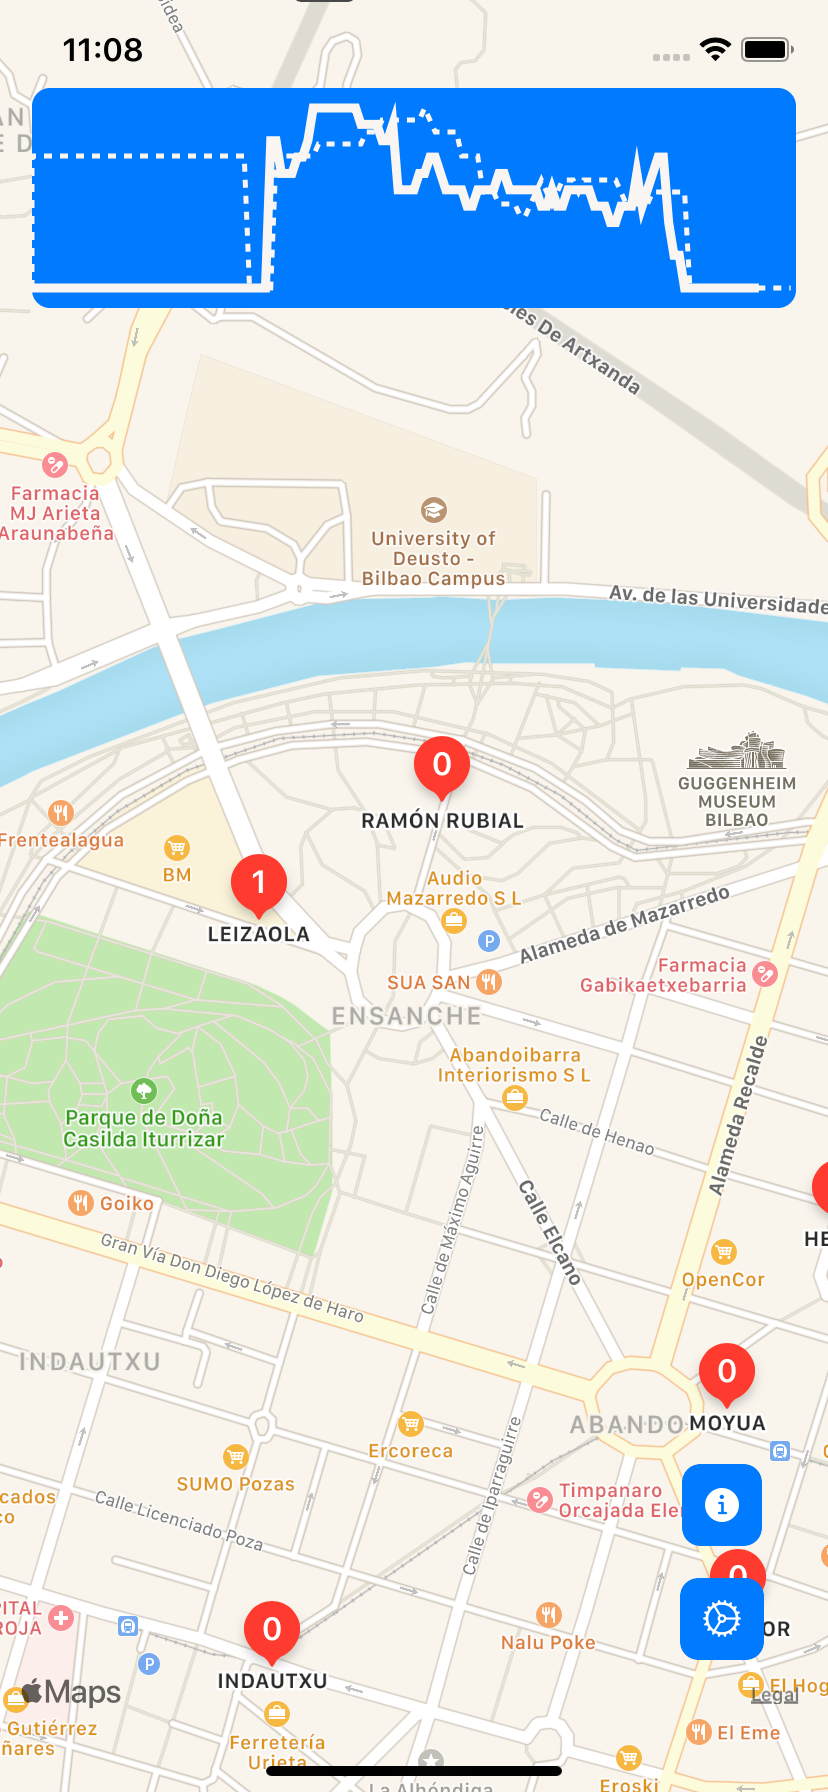 11:08
les De Artxanda
Farmacia
MJ Arieta
Araunabeña
University of
Deusto -
Bilbao Campus
Av. de las Universidade
0
RAMÓN RUBIAL
GUGGENHEIM
MUSEUM
BILBAO
Frentealagua
BM
1
LEIZAOLA
Audio
Mazarredo S L
P
Alameda de Mazarredo
SUA SAN
Farmacia
Gabikaetxebarria
ENSANCHE
Abandoibarra
Interiorismo S L
Calle de Henao
Alameda Recalde
Parque de Doña
Casilda Iturrizar
Calle de Máximo Aguirre
Calle Elcano
Goiko
HE
Gran Vía Don Diego López de Haro
OpenCor
INDAUTXU
0
MOYUA
ABANDO
Ercoreca
SUMO Pozas
cados
co
Calle Licenciado Poza
Calle de Iparraguirre
Timpanaro
Orcajada Ele
i
0
OR
PITAL
ROJA
0
INDAUTXU
P
Nalu Poke
Maps
El Hog
Legal
Gutiérrez
ñares
Ferretería
Urieta
El Eme
La Alhóndiga
Eroski